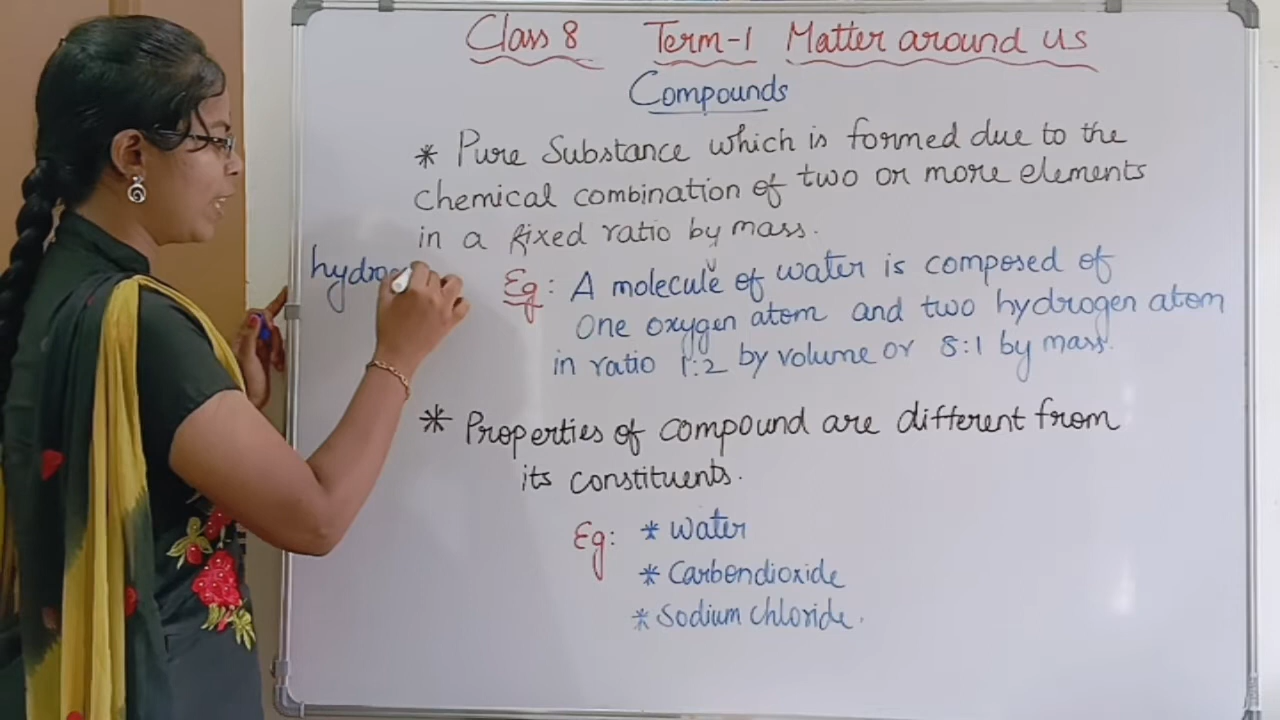 Class 8 Term-1 Matter around us
Compounds
* Pure Substance which is formed due to the
chemical combination of two or more elements
in a fixed ratio by mass.
hydrog
Eg: A molecule of water is composed of
One oxygen atom and two hydrogen atom
in ratio 1:2 by volume or 8:1 by mass.
* Properties of compound are different from
its constituents.
Eg: * Water
* Carbondioxide
* Sodium chloride.